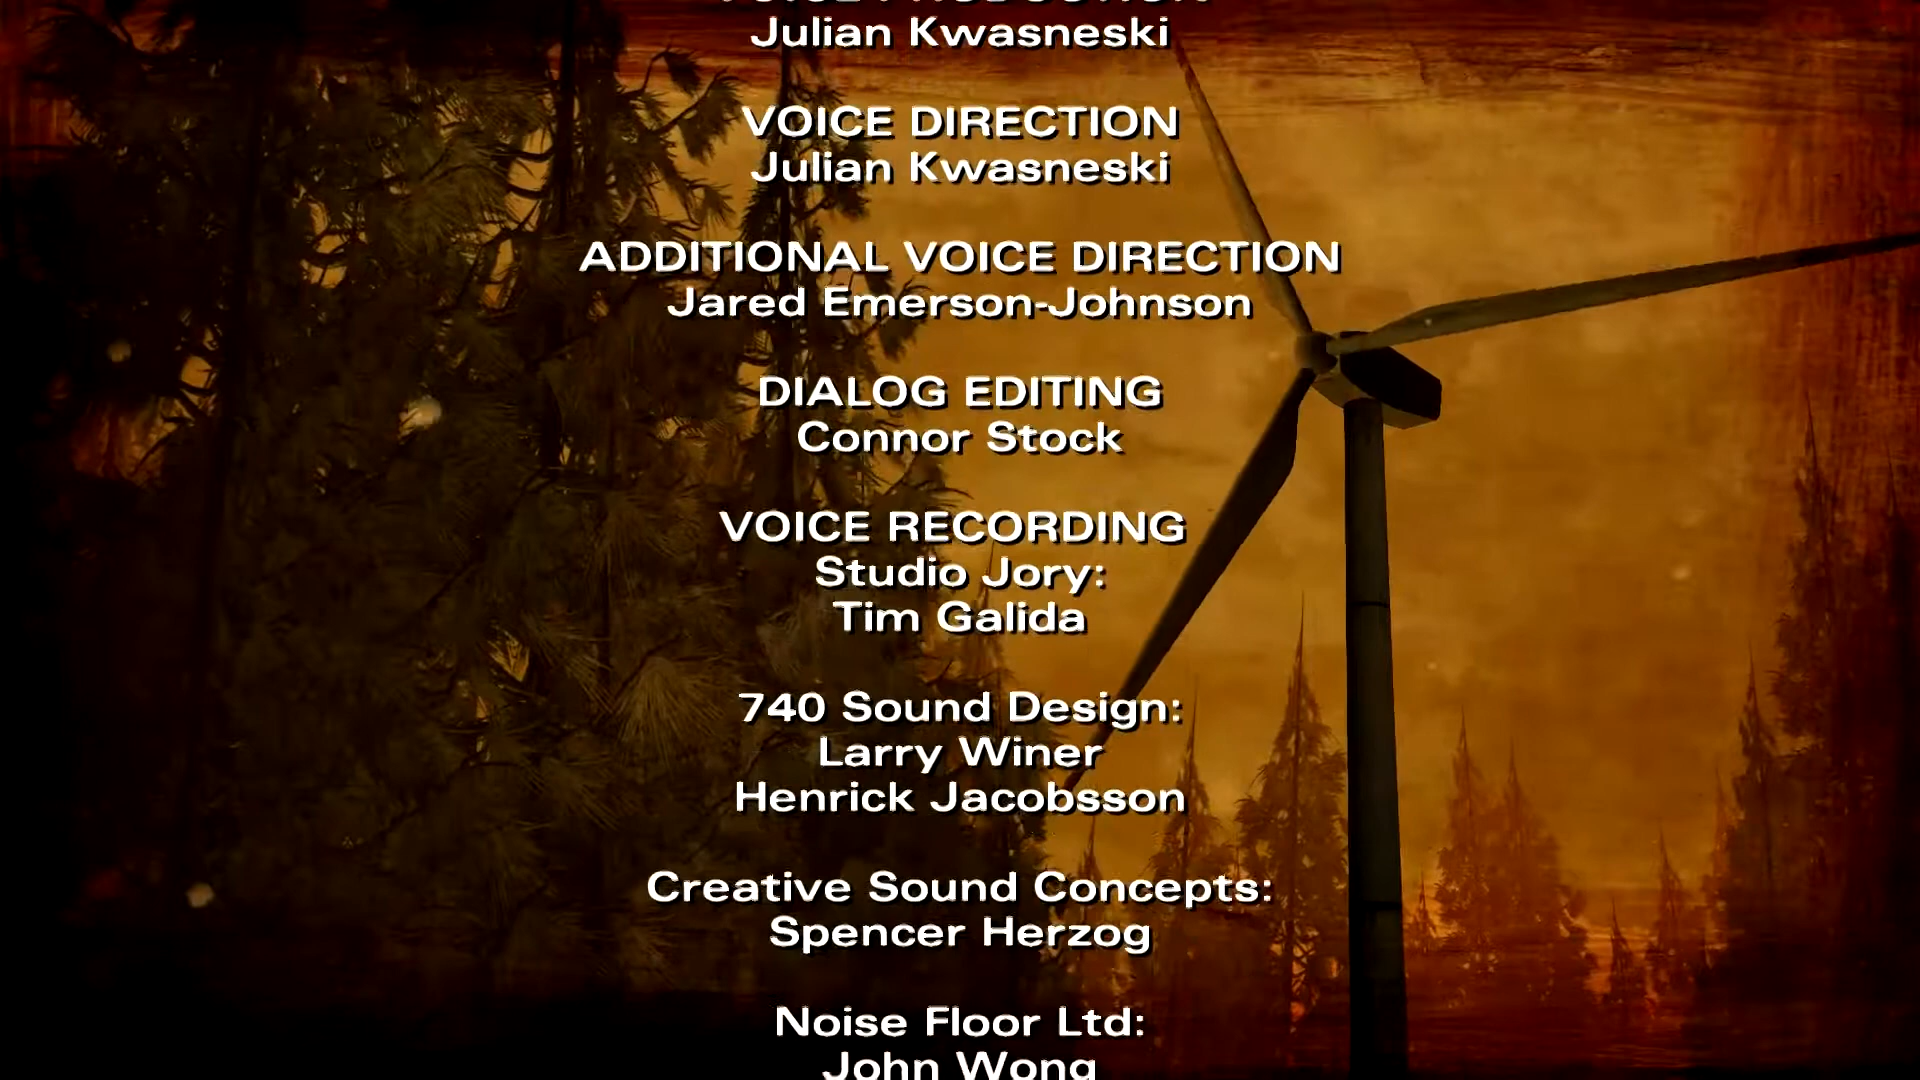 VOICE PRODUCTION
Julian Kwasneski
VOICE DIRECTION
Julian Kwasneski
ADDITIONAL VOICE DIRECTION
Jared Emerson-Johnson
DIALOG EDITING
Connor Stock
VOICE RECORDING
Studio Jory:
Tim Galida
740 Sound Design:
Larry Winer
Henrick Jacobsson
Creative Sound Concepts:
Spencer Herzog
Noise Floor Ltd:
John Wong